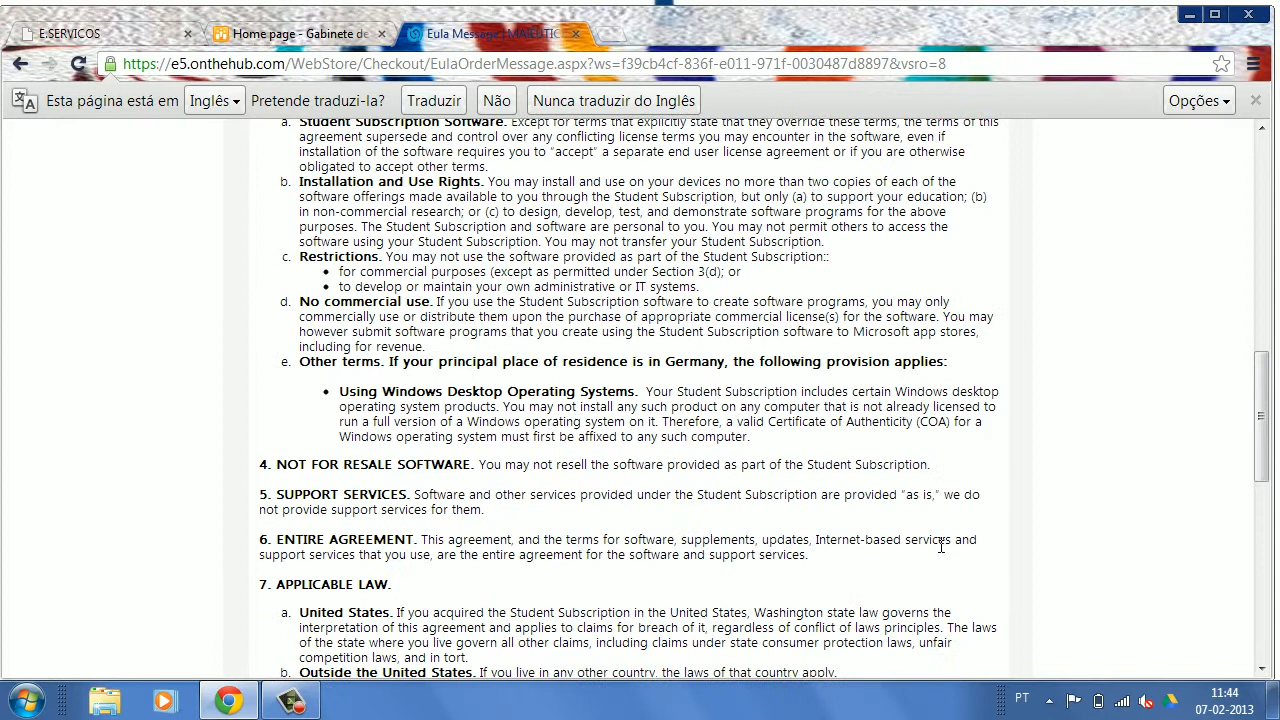 E.SERVICOS
Home page - Gabinete de
Eula Message | MAIEUTIC
https://e5.onthehub.com/WebStore/Checkout/EulaOrderMessage.aspx?ws=f39cb4cf-836f-e011-971f-0030487d8897&vsro=8
Esta página está em Inglês Pretende traduzi-la? Traduzir Não Nunca traduzir do Inglês Opções
a. Student Subscription Software. Except for terms that explicitly state that they override these terms, the terms of this
agreement supersede and control over any conflicting license terms you may encounter in the software, even if
installation of the software requires you to "accept" a separate end user license agreement or if you are otherwise
obligated to accept other terms.
b. Installation and Use Rights. You may install and use on your devices no more than two copies of each of the
software offerings made available to you through the Student Subscription, but only (a) to support your education; (b)
in non-commercial research; or (c) to design, develop, test, and demonstrate software programs for the above
purposes. The Student Subscription and software are personal to you. You may not permit others to access the
software using your Student Subscription. You may not transfer your Student Subscription.
c. Restrictions. You may not use the software provided as part of the Student Subscription::
• for commercial purposes (except as permitted under Section 3(d); or
• to develop or maintain your own administrative or IT systems.
d. No commercial use. If you use the Student Subscription software to create software programs, you may only
commercially use or distribute them upon the purchase of appropriate commercial license(s) for the software. You may
however submit software programs that you create using the Student Subscription software to Microsoft app stores,
including for revenue.
e. Other terms. If your principal place of residence is in Germany, the following provision applies:
• Using Windows Desktop Operating Systems. Your Student Subscription includes certain Windows desktop
operating system products. You may not install any such product on any computer that is not already licensed to
run a full version of a Windows operating system on it. Therefore, a valid Certificate of Authenticity (COA) for a
Windows operating system must first be affixed to any such computer.
4. NOT FOR RESALE SOFTWARE. You may not resell the software provided as part of the Student Subscription.
5. SUPPORT SERVICES. Software and other services provided under the Student Subscription are provided "as is," we do
not provide support services for them.
6. ENTIRE AGREEMENT. This agreement, and the terms for software, supplements, updates, Internet-based services and
support services that you use, are the entire agreement for the software and support services.
7. APPLICABLE LAW.
a. United States. If you acquired the Student Subscription in the United States, Washington state law governs the
interpretation of this agreement and applies to claims for breach of it, regardless of conflict of laws principles. The laws
of the state where you live govern all other claims, including claims under state consumer protection laws, unfair
competition laws, and in tort.
b. Outside the United States. If you live in any other country, the laws of that country apply.
PT
11:44
07-02-2013